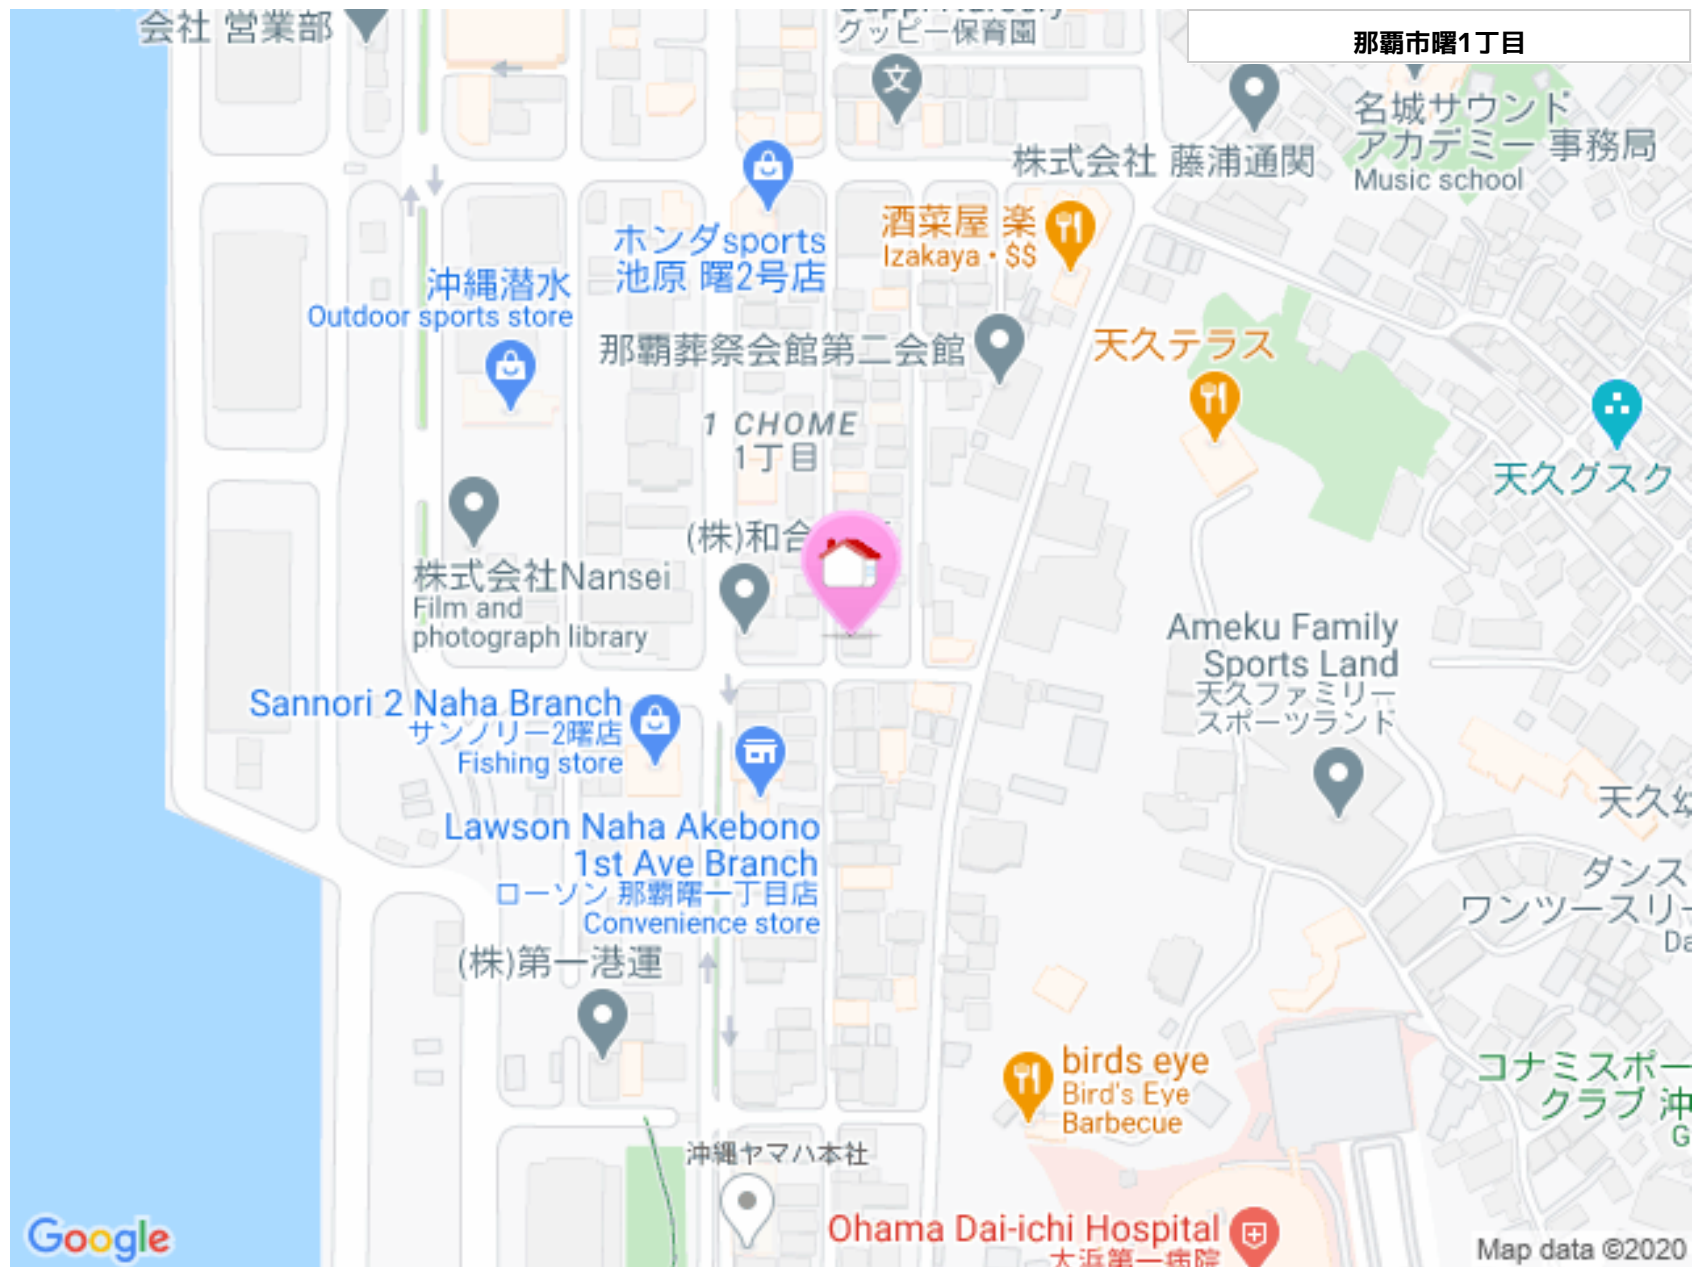 会社 営業部
グッピー保育園
那覇市曙1丁目
名城サウンド
アカデミー 事務局
Music school
株式会社 藤浦通関
酒菜屋 楽
Izakaya • $$
ホンダsports
池原 曙2号店
沖縄潜水
Outdoor sports store
那覇葬祭会館第二会館
天久テラス
1 CHOME
1丁目
天久グスク
(株)和合
株式会社Nansei
Film and
photograph library
Ameku Family
Sports Land
天久ファミリー
スポーツランド
Sannori 2 Naha Branch
サンノリー2曙店
Fishing store
Lawson Naha Akebono
1st Ave Branch
ローソン 那覇曙一丁目店
Convenience store
天久幼
ダンス
ワンツースリー
Da
(株)第一港運
birds eye
Bird's Eye
Barbecue
コナミスポー
クラブ 沖
G
沖縄ヤマハ本社
Ohama Dai-ichi Hospital
大浜第一病院
Google
Map data ©2020